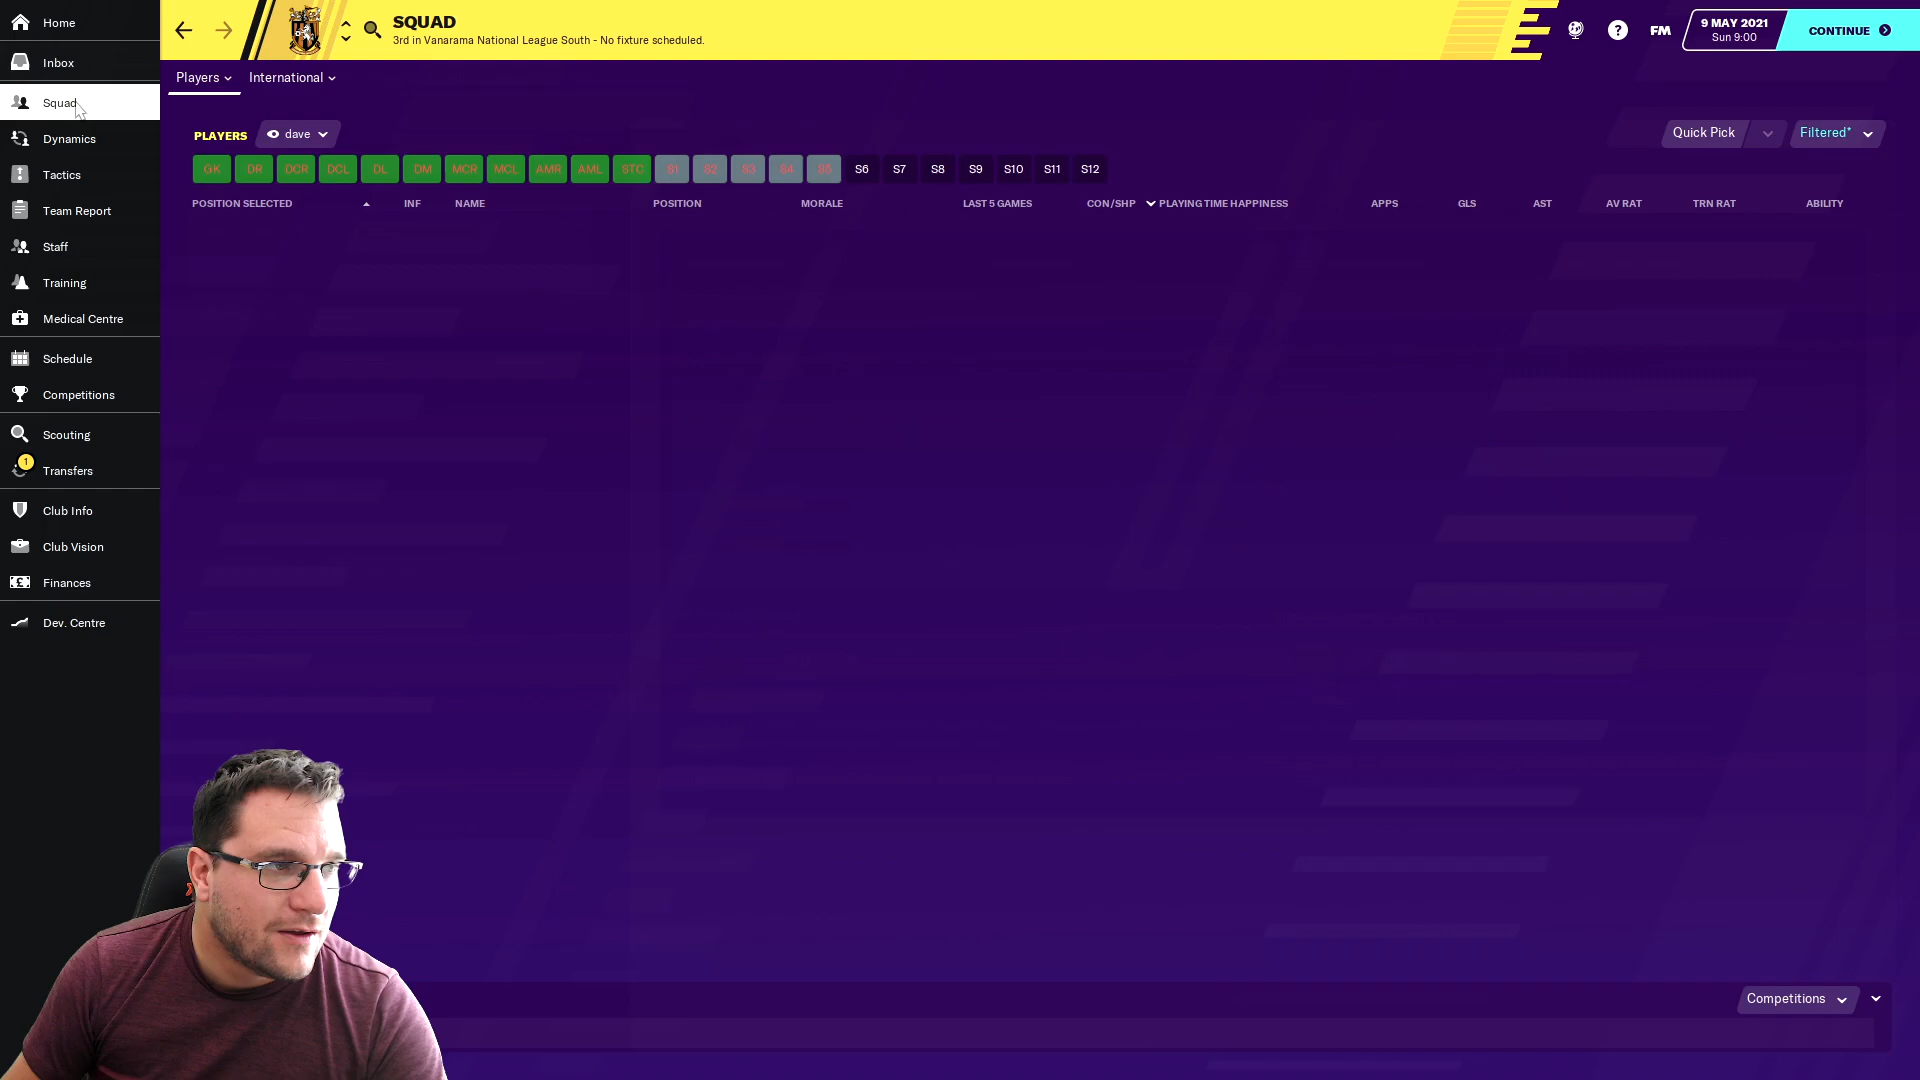 Home
Inbox
Squad
Dynamics
Tactics
Team Report
Staff
Training
Medical Centre
Schedule
Competitions
Scouting
1
Transfers
Club Info
Club Vision
Finances
Dev. Centre
SQUAD
3rd in Vanarama National League South - No fixture scheduled.
? FM
9 MAY 2021
Sun 9:00
CONTINUE
Players International
PLAYERS dave
Quick Pick Filtered*
GK DR DCR DCL DL DM MCR MCL AMR AML STC S1 S2 S3 S4 S5 S6 S7 S8 S9 S10 S11 S12
POSITION SELECTED INF NAME POSITION MORALE LAST 5 GAMES CON/SHP PLAYING TIME HAPPINESS APPS GLS AST AV RAT TRN RAT ABILITY
Competitions